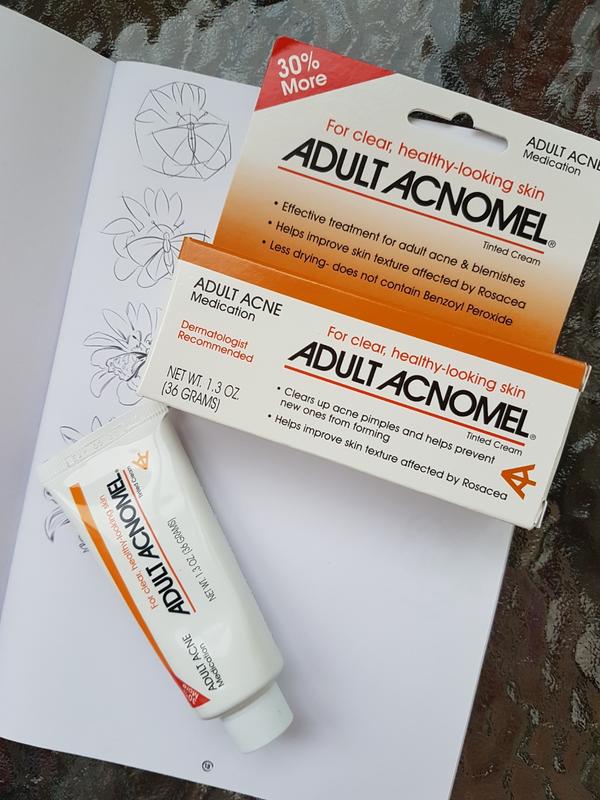 30%
More
ADULT ACNE
Medication
For clear, healthy-looking skin
ADULT ACNOMEL®
Tinted Cream
• Effective treatment for adult acne & blemishes
• Helps improve skin texture affected by Rosacea
• Less drying- does not contain Benzoyl Peroxide
ADULT ACNE
Medication
Dermatologist
Recommended
NET WT. 1.3 OZ
(36 GRAMS)
For clear, healthy-looking skin
ADULT ACNOMEL®
Tinted Cream
• Clears up acne pimples and helps prevent
new ones from forming
• Helps improve skin texture affected by Rosacea
For clear, healthy-looking skin
ADULT ACNOMEL®
Tinted Cream
NET WT. 1.3 OZ (36 GRAMS)
ADULT ACNE
Medication
30%
More